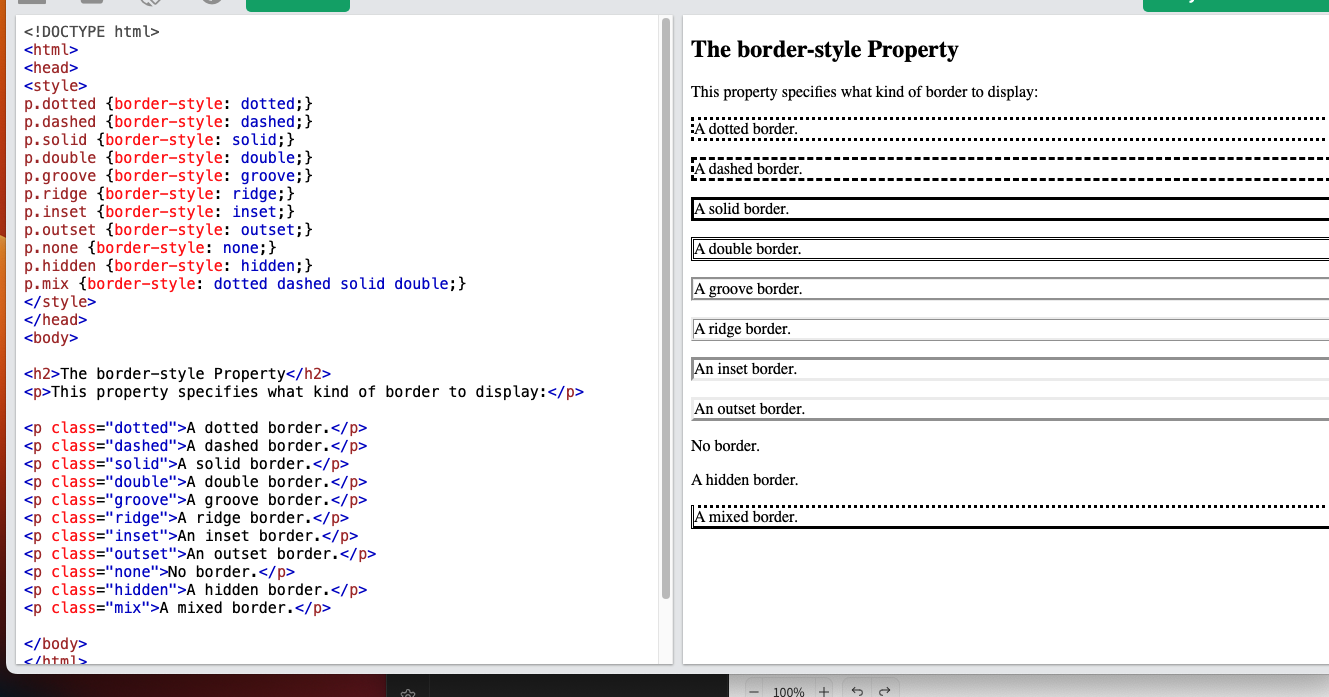 <!DOCTYPE html>
<html>
<head>
<style>
p.dotted {border-style: dotted;}
p.dashed {border-style: dashed;}
p.solid {border-style: solid;}
p.double {border-style: double;}
p.groove {border-style: groove;}
p.ridge {border-style: ridge;}
p.inset {border-style: inset;}
p.outset {border-style: outset;}
p.none {border-style: none;}
p.hidden {border-style: hidden;}
p.mix {border-style: dotted dashed solid double;}
</style>
</head>
<body>
<h2>The border-style Property</h2>
<p>This property specifies what kind of border to display:</p>
<p class="dotted">A dotted border.</p>
<p class="dashed">A dashed border.</p>
<p class="solid">A solid border.</p>
<p class="double">A double border.</p>
<p class="groove">A groove border.</p>
<p class="ridge">A ridge border.</p>
<p class="inset">An inset border.</p>
<p class="outset">An outset border.</p>
<p class="none">No border.</p>
<p class="hidden">A hidden border.</p>
<p class="mix">A mixed border.</p>
</body>
</html>
The border-style Property
This property specifies what kind of border to display:
A dotted border.
A dashed border.
A solid border.
A double border.
A groove border.
A ridge border.
An inset border.
An outset border.
No border.
A hidden border.
A mixed border.
100%